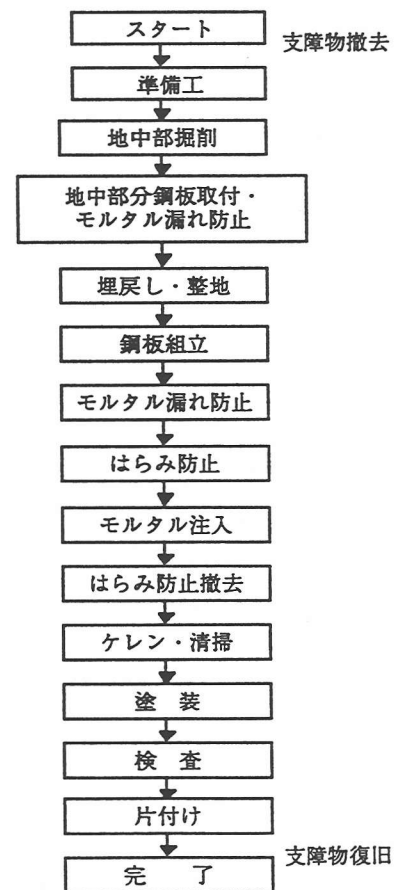 スタート
支障物撤去
準備工
地中部掘削
地中部分鋼板取付・
モルタル漏れ防止
埋戻し・整地
鋼板組立
モルタル漏れ防止
はらみ防止
モルタル注入
はらみ防止撤去
ケレン・清掃
塗　装
検　査
片付け
支障物復旧
完　　了